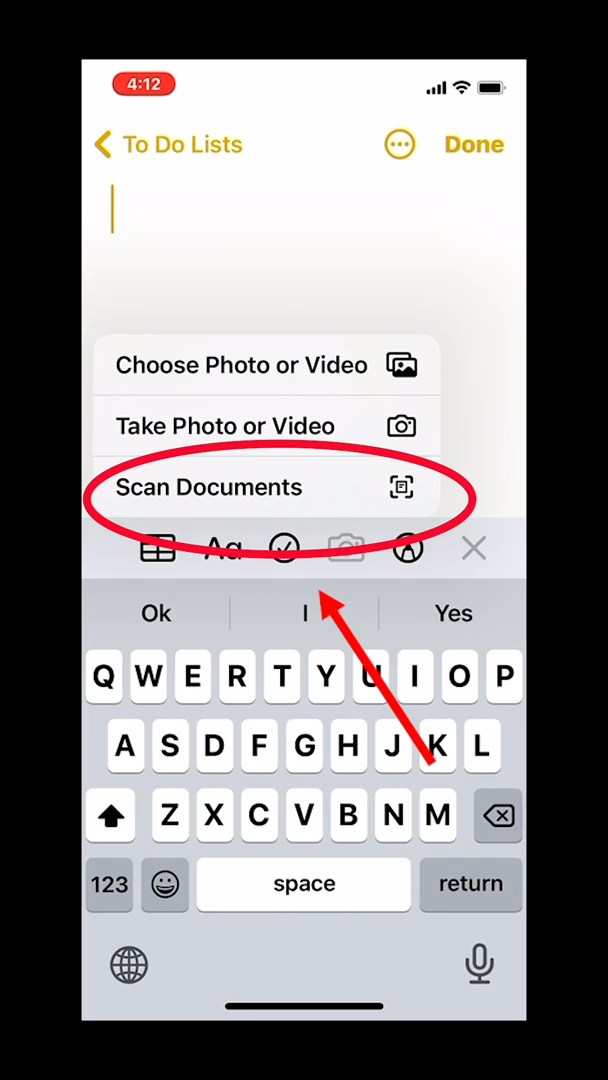 4:12
To Do Lists
Done
Choose Photo or Video
Take Photo or Video
Scan Documents
Aa
Ok I Yes
Q W E R T Y U I O P
A S D F G H J K L
Z X C V B N M
123 space return